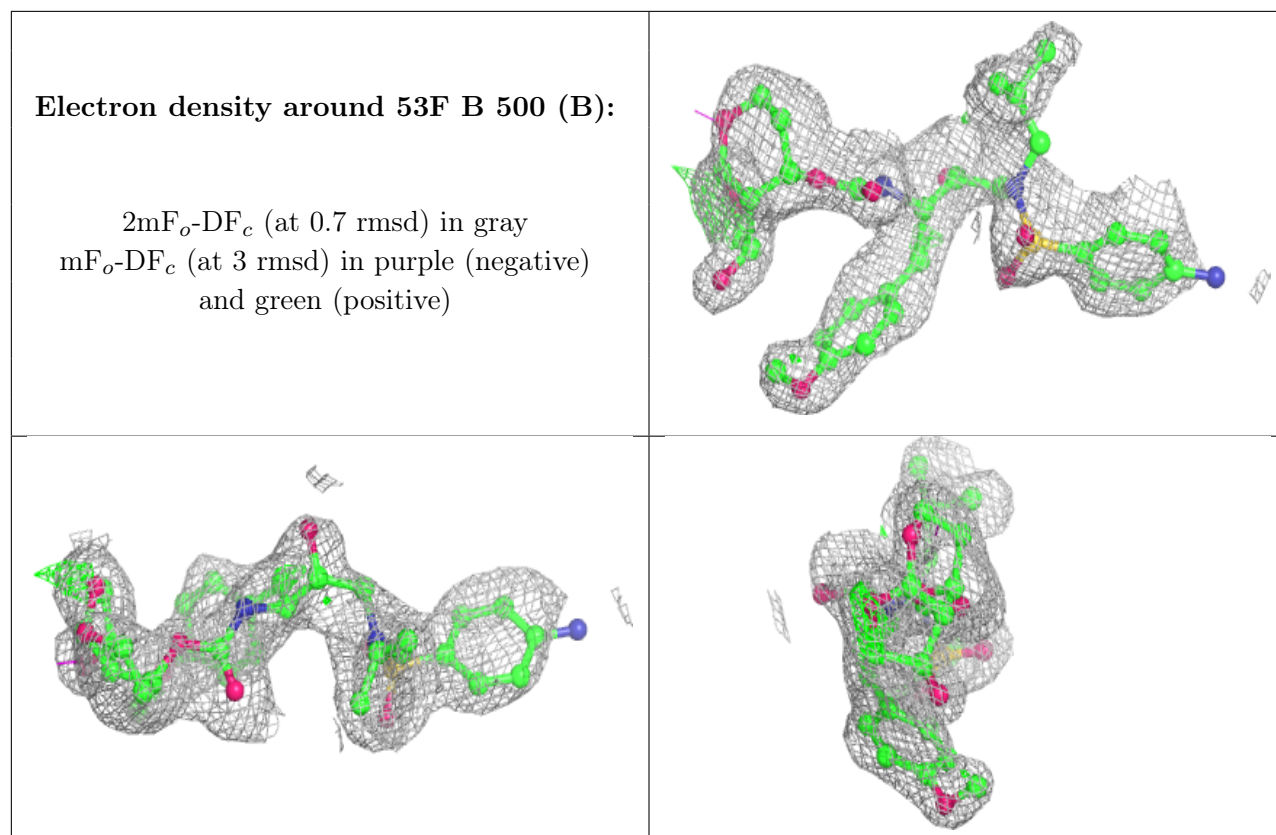 Electron density around 53F B 500 (B):
2mFo-DFc (at 0.7 rmsd) in gray
mFo-DFc (at 3 rmsd) in purple (negative)
and green (positive)